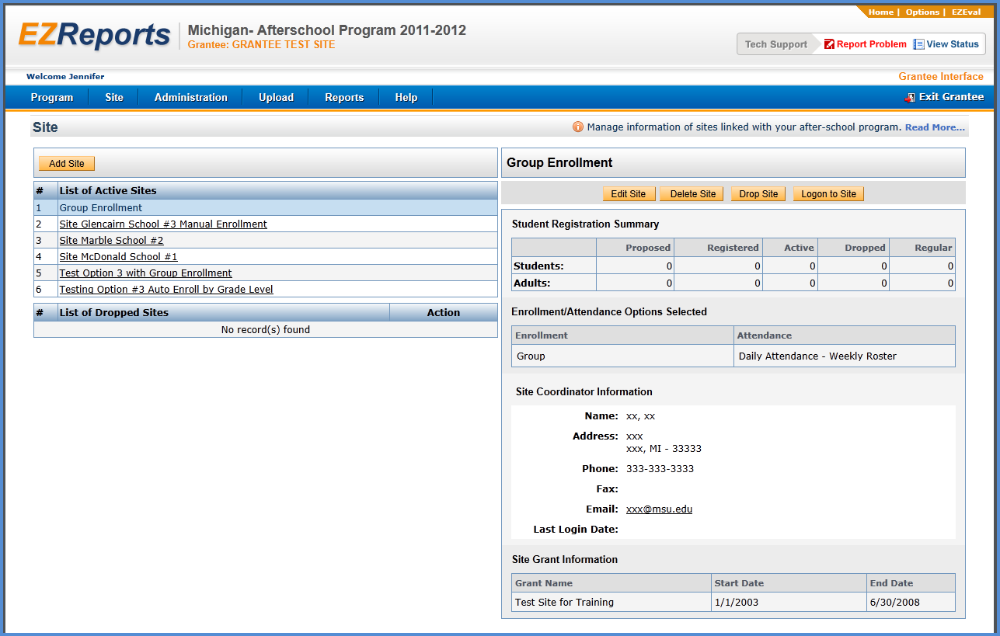 Home | Options | EZEval
EZReports
Michigan- Afterschool Program 2011-2012
Grantee: GRANTEE TEST SITE
Tech Support Report Problem View Status
Welcome Jennifer
Grantee Interface
Program Site Administration Upload Reports Help Exit Grantee
Site
Manage information of sites linked with your after-school program. Read More...
Add Site
# List of Active Sites
1 Group Enrollment
2 Site Glencairn School #3 Manual Enrollment
3 Site Marble School #2
4 Site McDonald School #1
5 Test Option 3 with Group Enrollment
6 Testing Option #3 Auto Enroll by Grade Level
# List of Dropped Sites Action
No record(s) found
Group Enrollment
Edit Site Delete Site Drop Site Logon to Site
Student Registration Summary
Proposed Registered Active Dropped Regular
Students: 0 0 0 0 0
Adults: 0 0 0 0 0
Enrollment/Attendance Options Selected
Enrollment Attendance
Group Daily Attendance - Weekly Roster
Site Coordinator Information
Name: xx, xx
Address: xxx
xxx, MI - 33333
Phone: 333-333-3333
Fax:
Email: xxx@msu.edu
Last Login Date:
Site Grant Information
Grant Name Start Date End Date
Test Site for Training 1/1/2003 6/30/2008